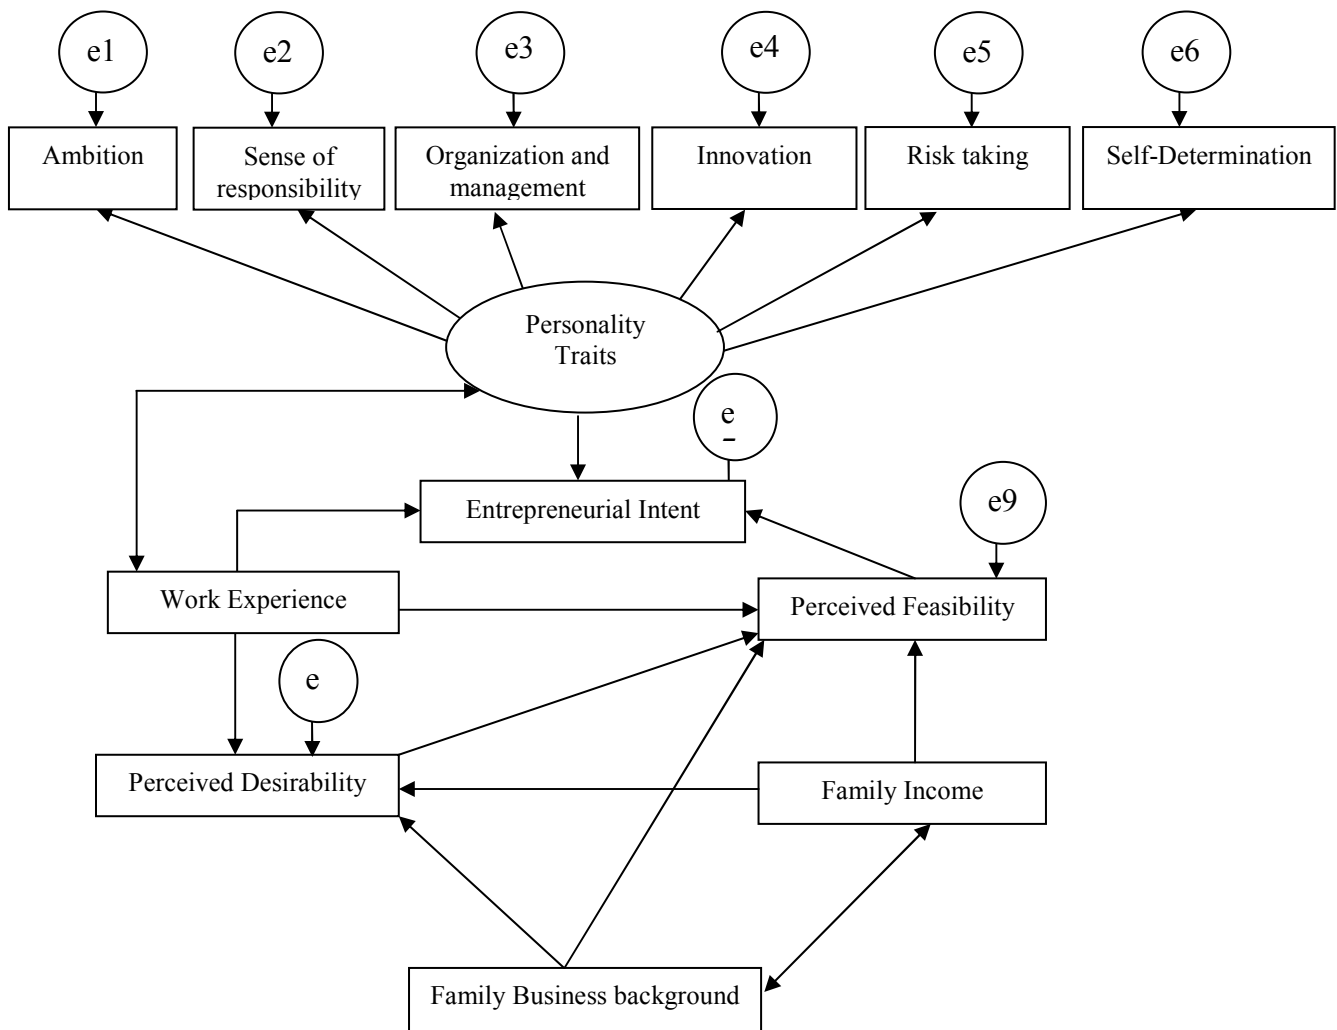 e1
e2
e3
e4
e5
e6
Ambition
Sense of
responsibility
Organization and
management
Innovation
Risk taking
Self-Determination
Personality
Traits
e
Entrepreneurial Intent
e9
Work Experience
Perceived Feasibility
e
Perceived Desirability
Family Income
Family Business background